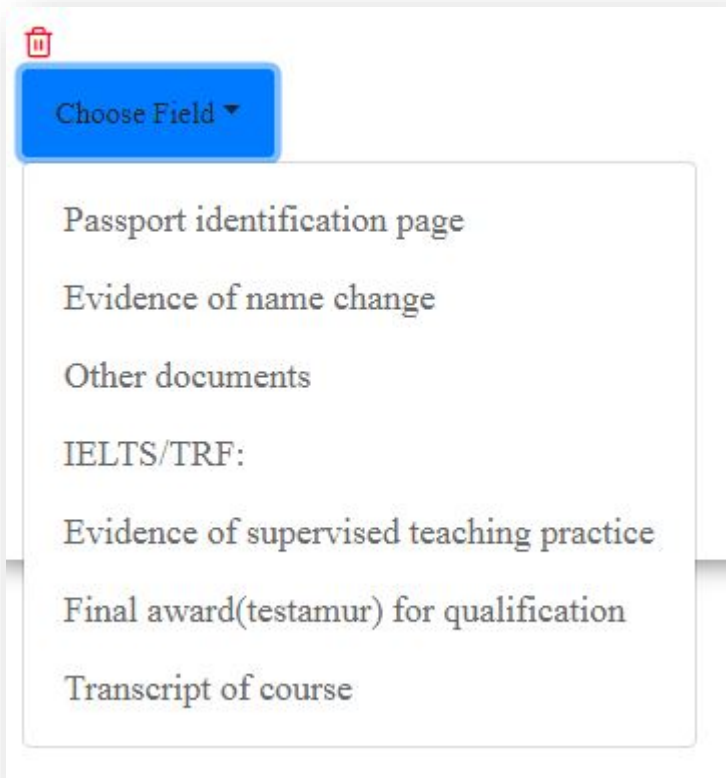 Choose Field
Passport identification page
Evidence of name change
Other documents
IELTS/TRF:
Evidence of supervised teaching practice
Final award(testamur) for qualification
Transcript of course